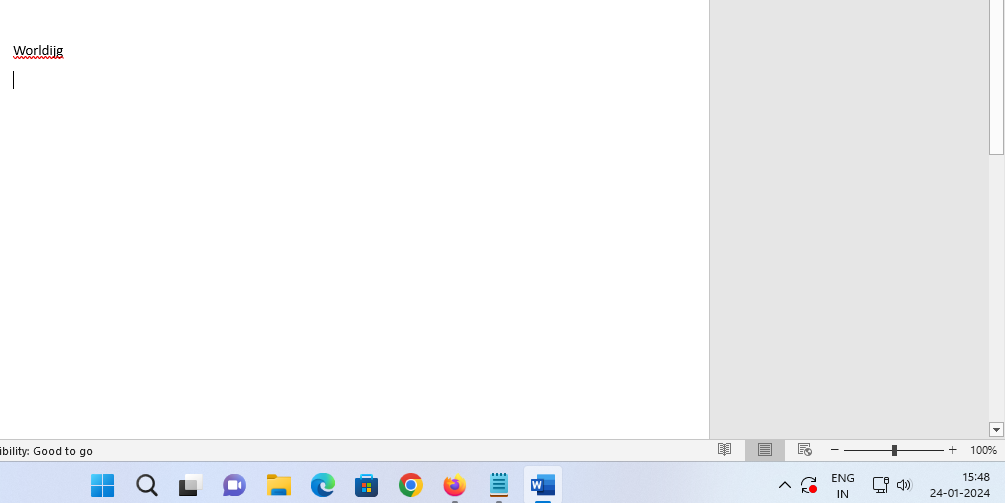 Worldijg
ibility: Good to go
100%
ENG
IN
15:48
24-01-2024